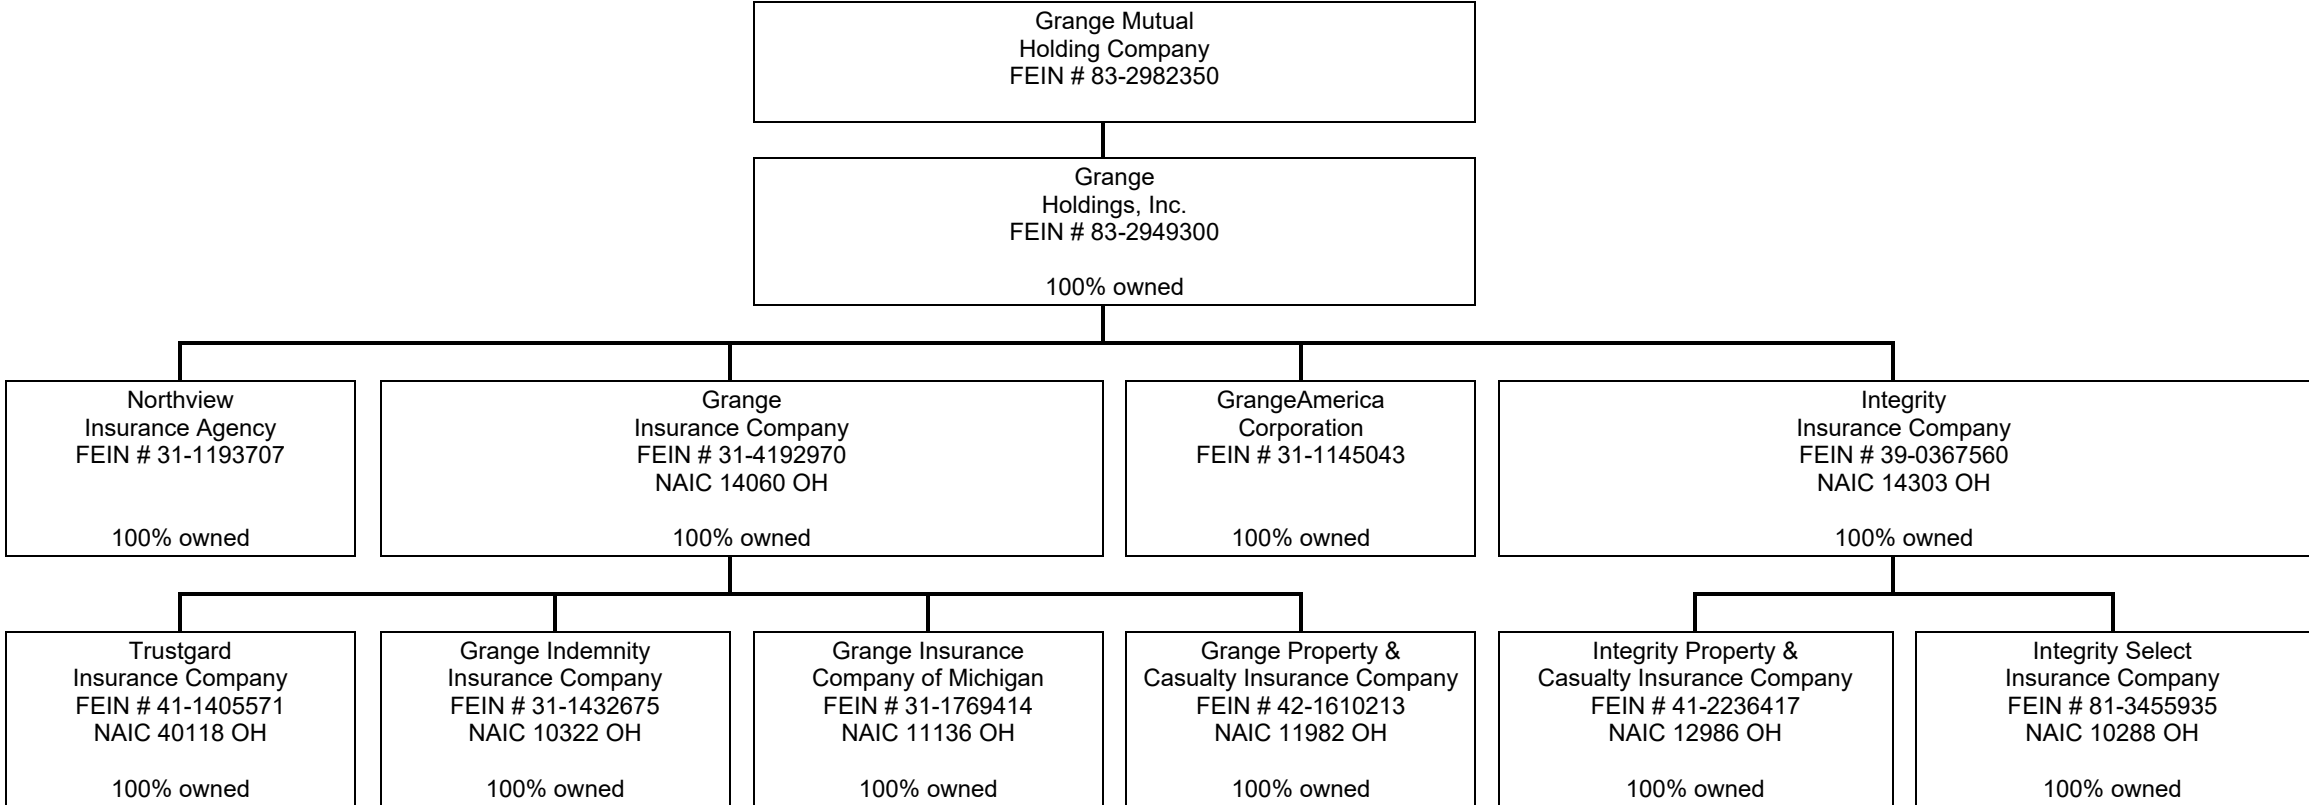 Grange Mutual
Holding Company
FEIN # 83-2982350
Grange
Holdings, Inc.
FEIN # 83-2949300
100% owned
Northview
Insurance Agency
FEIN # 31-1193707
100% owned
Grange
Insurance Company
FEIN # 31-4192970
NAIC 14060 OH
100% owned
GrangeAmerica
Corporation
FEIN # 31-1145043
100% owned
Integrity
Insurance Company
FEIN # 39-0367560
NAIC 14303 OH
100% owned
Trustgard
Insurance Company
FEIN # 41-1405571
NAIC 40118 OH
100% owned
Grange Indemnity
Insurance Company
FEIN # 31-1432675
NAIC 10322 OH
100% owned
Grange Insurance
Company of Michigan
FEIN # 31-1769414
NAIC 11136 OH
100% owned
Grange Property &
Casualty Insurance Company
FEIN # 42-1610213
NAIC 11982 OH
100% owned
Integrity Property &
Casualty Insurance Company
FEIN # 41-2236417
NAIC 12986 OH
100% owned
Integrity Select
Insurance Company
FEIN # 81-3455935
NAIC 10288 OH
100% owned